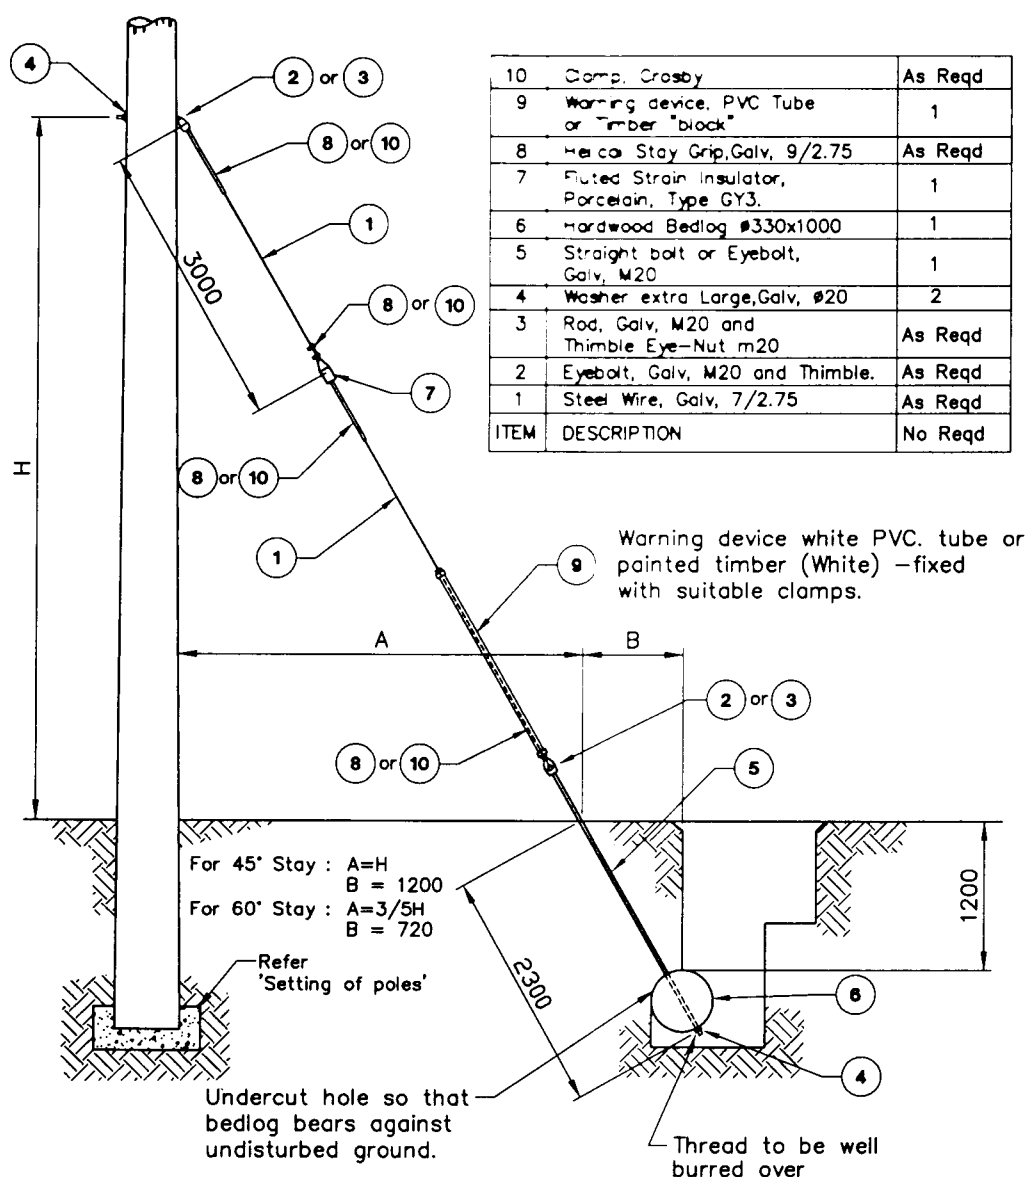 4
2 or 3
8 or 10
1
3000
8 or 10
7
H
8 or 10
1
10 Clamp, Crosby As Reqd
9 Warning device, PVC Tube
or Timber "block" 1
8 Stay Grip,Galv, 9/2.75 As Reqd
7 Fluted Strain Insulator,
Porcelain, Type GY3. 1
6 Hardwood Bedlog ø330x1000 1
5 Straight bolt or Eyebolt,
Galv, M20 1
4 Washer extra Large,Galv, ø20 2
3 Rod, Galv, M20 and
Thimble Eye-Nut m20 As Reqd
2 Eyebolt, Galv, M20 and Thimble. As Reqd
1 Steel Wire, Galv, 7/2.75 As Reqd
ITEM DESCRIPTION No Reqd
9
Warning device white PVC. tube or
painted timber (White) -fixed
with suitable clamps.
A
B
2 or 3
8 or 10
5
For 45° Stay : A=H
B = 1200
For 60° Stay : A=3/5H
B = 720
1200
Refer
'Setting of poles'
2300
6
4
Undercut hole so that
bedlog bears against
undisturbed ground.
Thread to be well
burred over